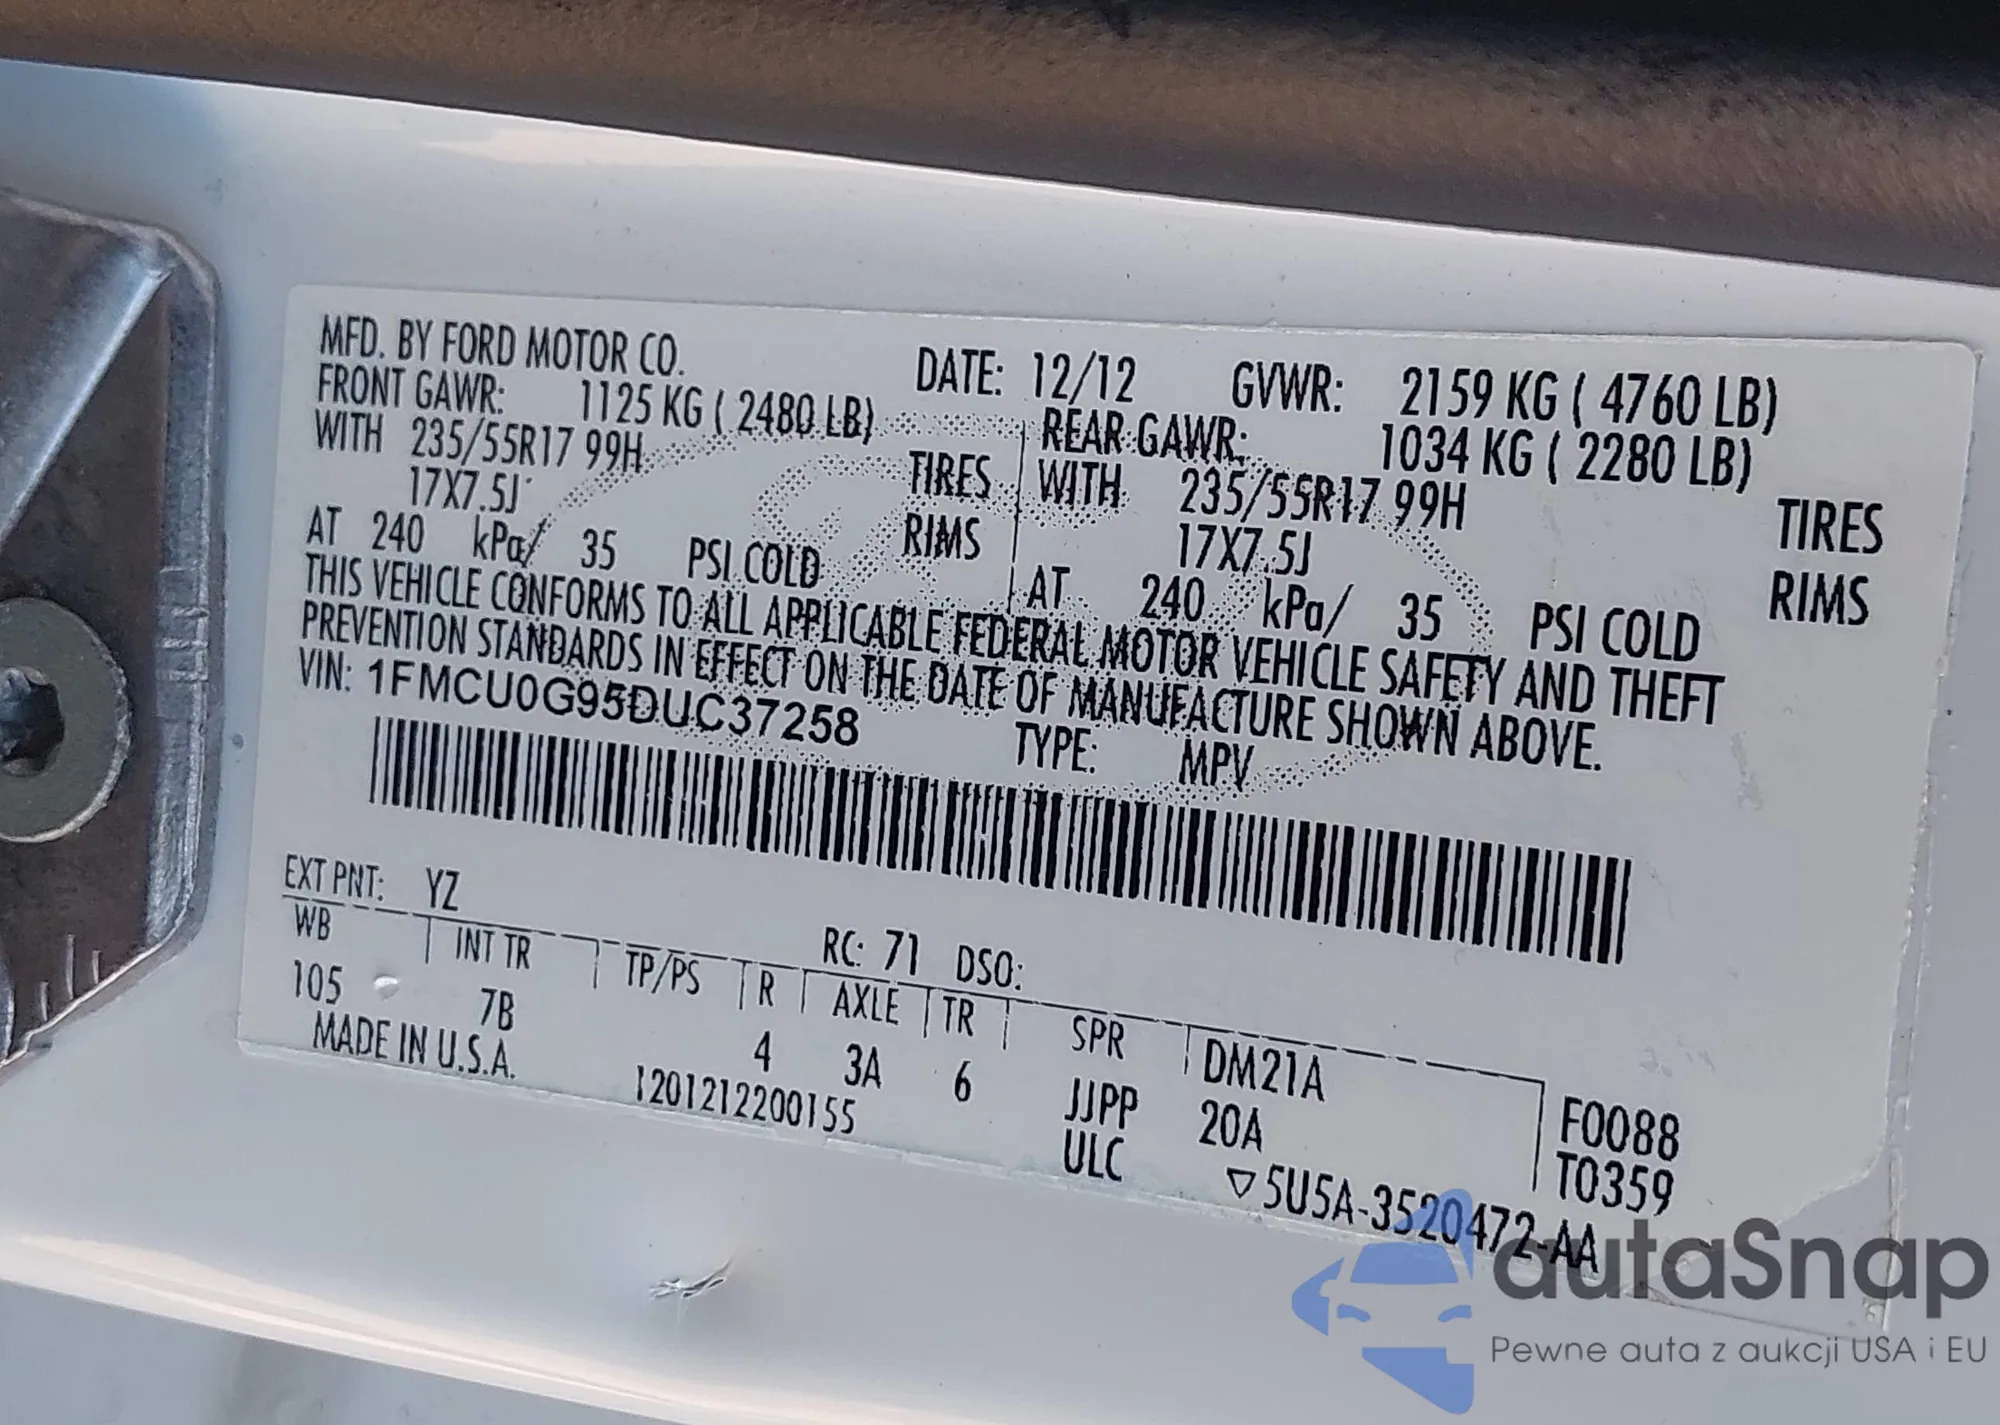 MFD. BY FORD MOTOR CO. DATE: 12/12 GVWR: 2159 KG ( 4760 LB)
FRONT GAWR: 1125 KG ( 2480 LB) REAR GAWR: 1034 KG ( 2280 LB)
WITH 235/55R17 99H TIRES WITH 235/55R17 99H TIRES
17X7.5J RIMS 17X7.5J RIMS
AT 240 kPa/ 35 PSI COLD AT 240 kPa/ 35 PSI COLD
THIS VEHICLE CONFORMS TO ALL APPLICABLE FEDERAL MOTOR VEHICLE SAFETY AND THEFT
PREVENTION STANDARDS IN EFFECT ON THE DATE OF MANUFACTURE SHOWN ABOVE.
VIN: 1FMCU0G95DUC37258 TYPE: MPV
EXT PNT: YZ RC: 71 DSO:
WB INT TR TP/PS R AXLE TR SPR DM21A F0088
105 7B 4 3A 6 JJPP 20A T0359
MADE IN U.S.A. 1201212200155 ULC ▽5U5A-3520472-AA
autaSnap
Pewne auta z aukcji USA i EU